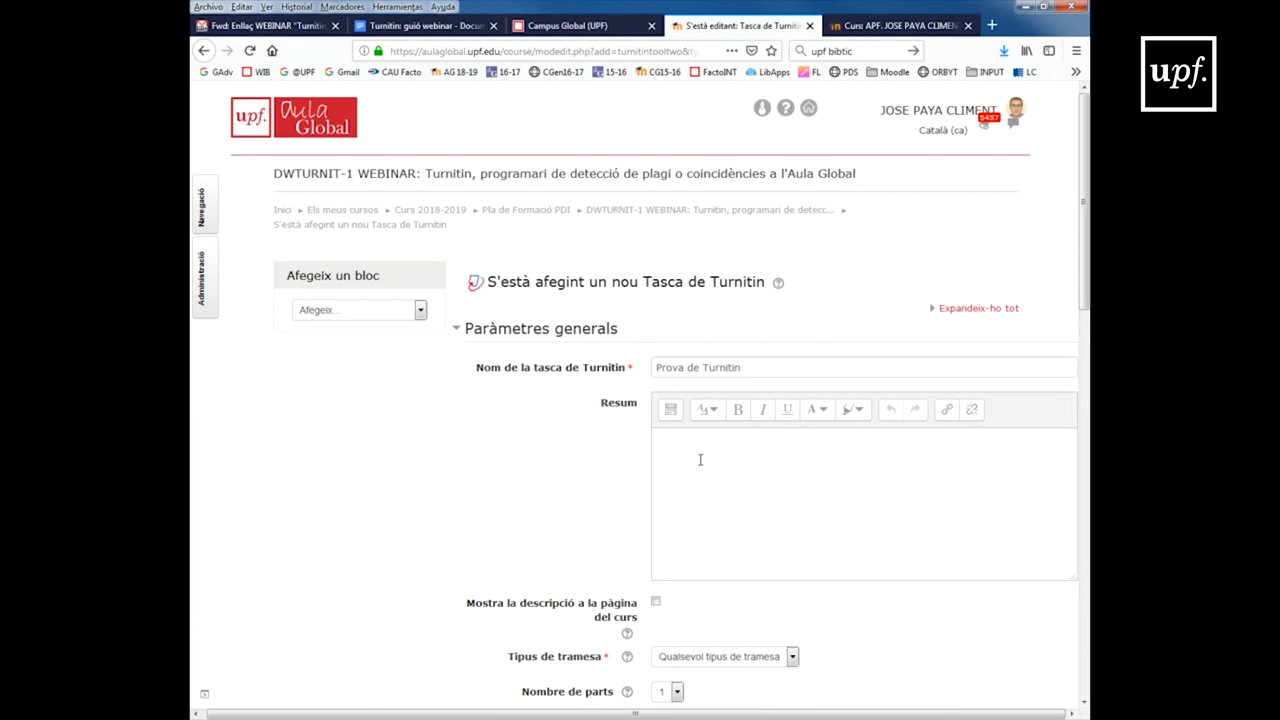 Archivo Editar Ver Historial Marcadores Herramientas Ayuda
Fwd: Enllaç WEBINAR 'Turnitin
Turnitin: guió webinar - Docum
Campus Global (UPF)
S'està editant: Tasca de Turnitin
Curs: APF. JOSE PAYA CLIMENT
https://aulaglobal.upf.edu/course/modedit.php?add=turnitintooltwo&ty
upf bibtic
GAdv WIB @UPF Gmail CAU Facto AG 18-19 16-17 CGen16-17 15-16 CG15-16 FactoINT LibApps FL PDS Moodle ORBYT INPUT LC
upf.
upf. aula Global
JOSE PAYA CLIMENT
5457
Català (ca)
DWTURNIT-1 WEBINAR: Turnitin, programari de detecció de plagi o coincidències a l'Aula Global
Navegació
Administració
Inici ► Els meus cursos ► Curs 2018-2019 ► Pla de Formació PDI ► DWTURNIT-1 WEBINAR: Turnitin, programari de detecc... ►
S'està afegint un nou Tasca de Turnitin
Afegeix un bloc
Afegeix...
S'està afegint un nou Tasca de Turnitin
Expandeix-ho tot
Paràmetres generals
Nom de la tasca de Turnitin *
Prova de Turnitin
Resum
B I U A
Mostra la descripció a la pàgina
del curs
Tipus de tramesa *
Qualsevol tipus de tramesa
Nombre de parts
1